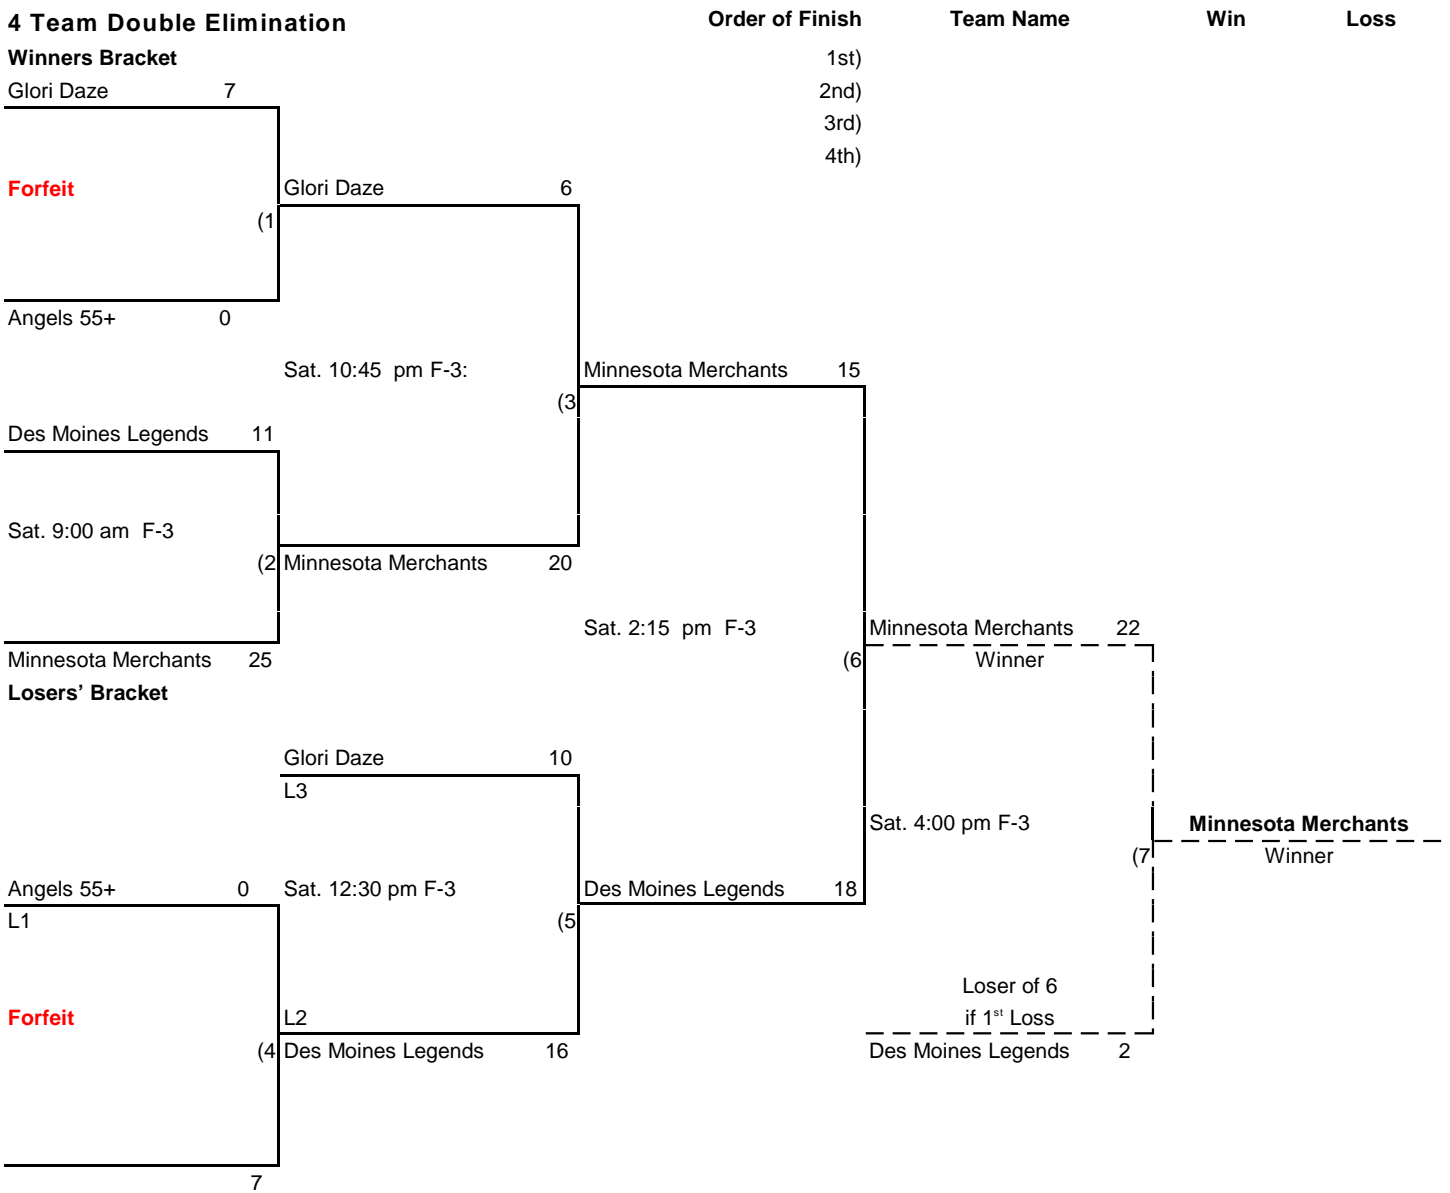 4 Team Double Elimination
Order of Finish Team Name Win Loss
Winners Bracket
1st)
Glori Daze 7
2nd)
3rd)
4th)
Forfeit
Glori Daze 6
(1
Angels 55+ 0
Sat. 10:45 pm F-3:
Minnesota Merchants 15
(3
Des Moines Legends 11
Sat. 9:00 am F-3
(2
Minnesota Merchants 20
Sat. 2:15 pm F-3
Minnesota Merchants 22
Minnesota Merchants 25
(6
Winner
Losers’ Bracket
Glori Daze 10
L3
Sat. 4:00 pm F-3
Minnesota Merchants
(7
Winner
Angels 55+ 0
Sat. 12:30 pm F-3
Des Moines Legends 18
L1
(5
Loser of 6
Forfeit
L2
if 1st Loss
(4
Des Moines Legends 16
Des Moines Legends 2
7